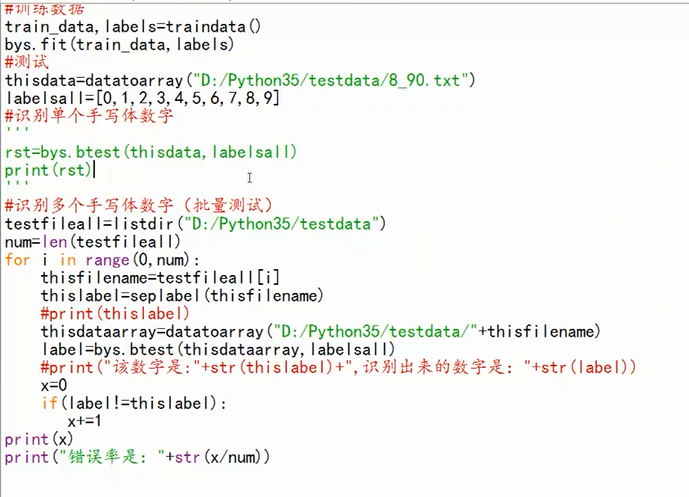 #训练数据
train_data,labels=traindata()
bys.fit(train_data,labels)
#测试
thisdata=datatoarray("D:/Python35/testdata/8_90.txt")
labelsall=[0,1,2,3,4,5,6,7,8,9]
#识别单个手写体数字
'''
rst=bys.btest(thisdata,labelsall)
print(rst)
'''
#识别多个手写体数字（批量测试）
testfileall=listdir("D:/Python35/testdata")
num=len(testfileall)
for i in range(0,num):
    thisfilename=testfileall[i]
    thislabel=seplabel(thisfilename)
    #print(thislabel)
    thisdataarray=datatoarray("D:/Python35/testdata/"+thisfilename)
    label=bys.btest(thisdataarray,labelsall)
    #print("该数字是:"+str(thislabel)+",识别出来的数字是："+str(label))
    x=0
    if(label!=thislabel):
        x+=1
print(x)
print("错误率是："+str(x/num))